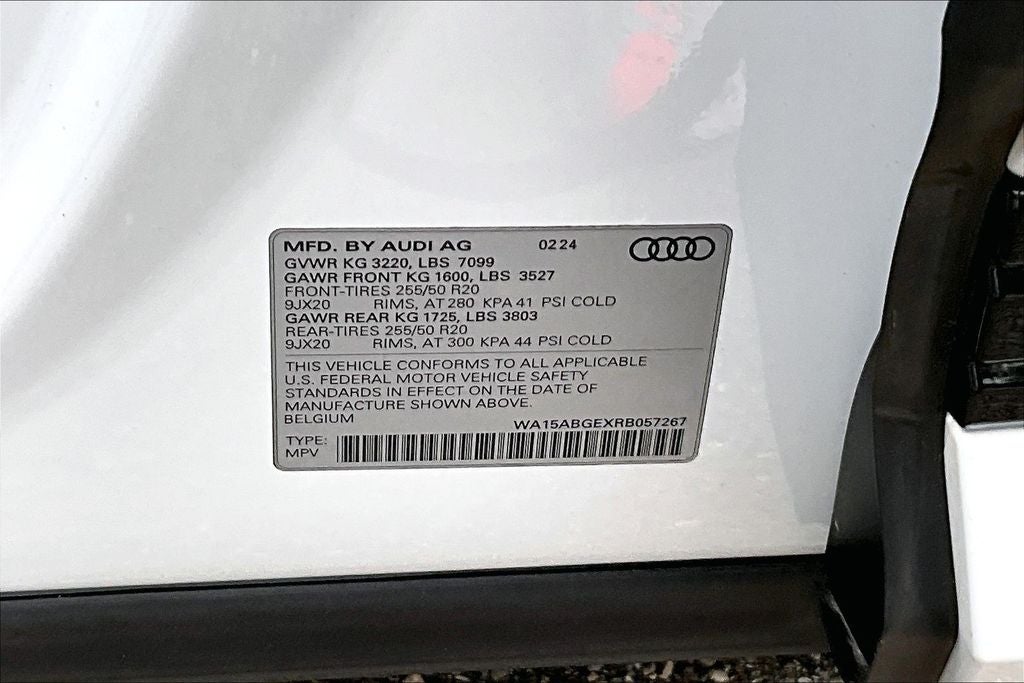 MFD. BY AUDI AG 02 24
GVWR KG 3220, LBS 7099
GAWR FRONT KG 1600, LBS 3527
FRONT-TIRES 255/50 R20
9JX20 RIMS, AT 280 KPA 41 PSI COLD
GAWR REAR KG 1725, LBS 3803
REAR-TIRES 255/50 R20
9JX20 RIMS, AT 300 KPA 44 PSI COLD
THIS VEHICLE CONFORMS TO ALL APPLICABLE
U.S. FEDERAL MOTOR VEHICLE SAFETY
STANDARDS IN EFFECT ON THE DATE OF
MANUFACTURE SHOWN ABOVE.
BELGIUM
WA15ABGEXRB057267
TYPE:
MPV